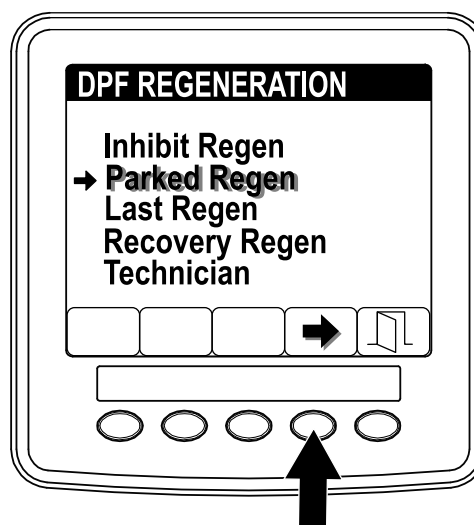 DPF REGENERATION
Inhibit Regen
Parked Regen
Last Regen
Recovery Regen
Technician